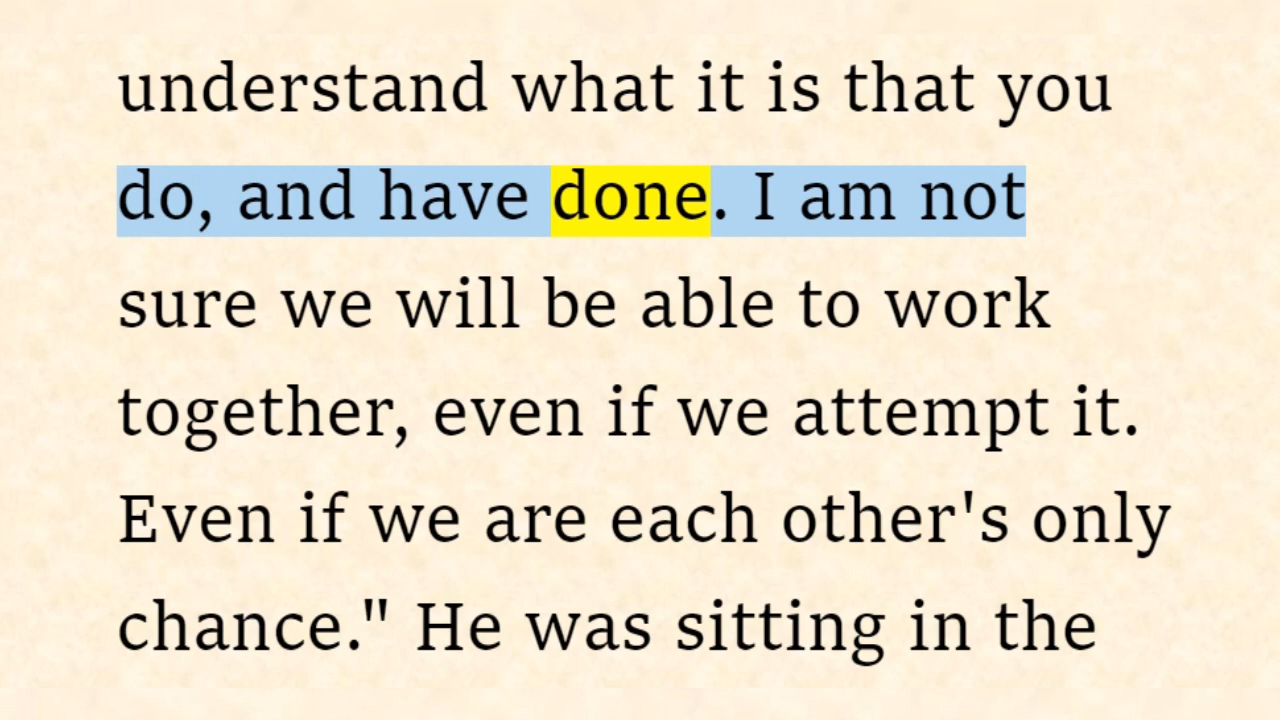 understand what it is that you
do, and have done. I am not
sure we will be able to work
together, even if we attempt it.
Even if we are each other's only
chance." He was sitting in the